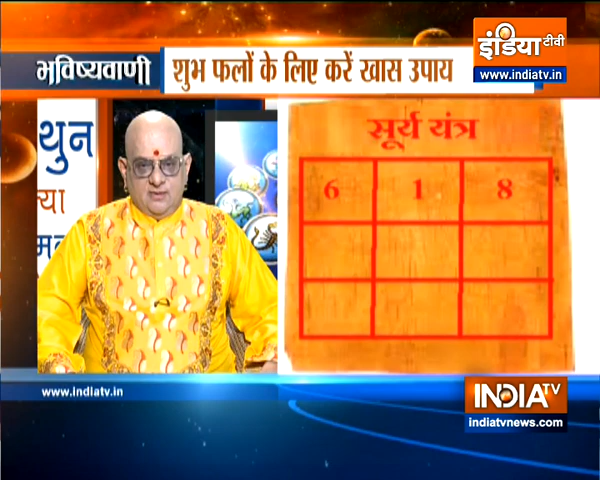 इंडिया टीवी
www.indiatv.in
भविष्यवाणी
शुभ फलों के लिए करें खास उपाय
थुन
या
सूर्य यंत्र
6 1 8
www.indiatv.in
INDIA TV
indiatvnews.com